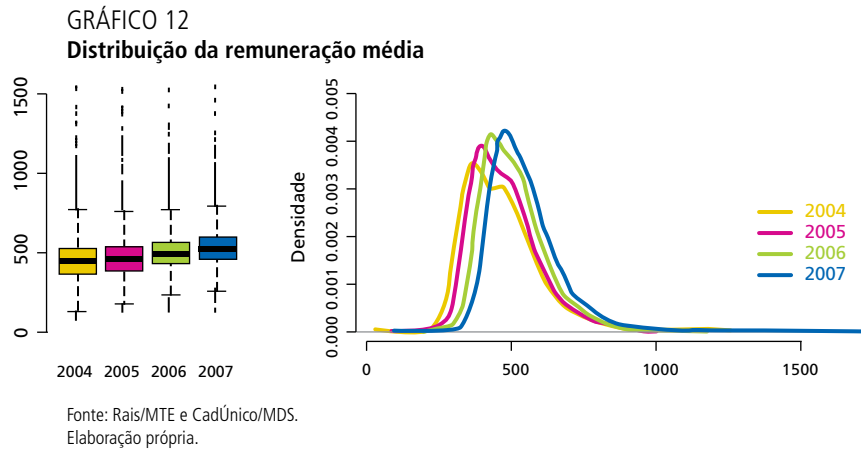 GRÁFICO 12
Distribuição da remuneração média
1500
1000
500
0
2004 2005 2006 2007
Densidade
0.005
0.004
0.003
0.002
0.001
0.000
0 500 1000 1500
2004
2005
2006
2007
Fonte: Rais/MTE e CadÚnico/MDS.
Elaboração própria.